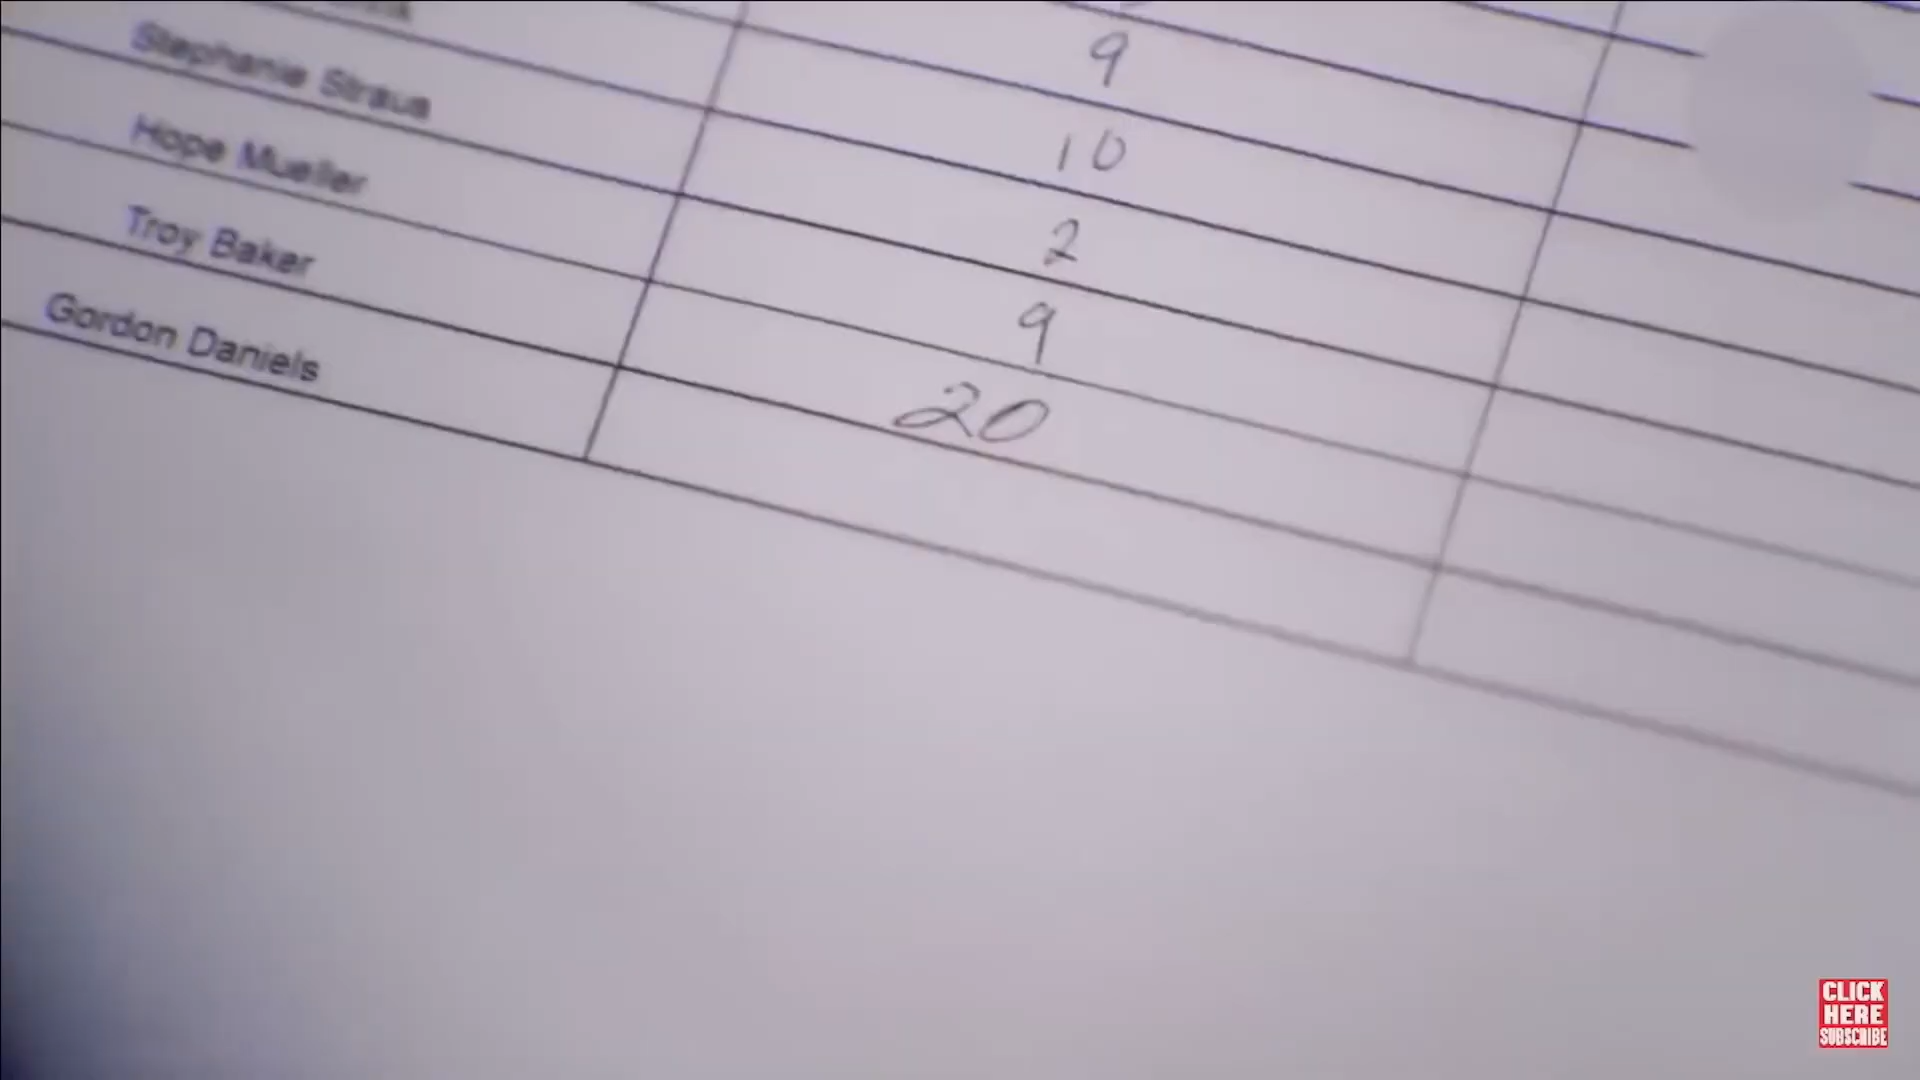 9
10
Stephanie Straus 2
Hope Mueller 9
Troy Baker 20
Gordon Daniels
CLICK
HERE
SUBSCRIBE